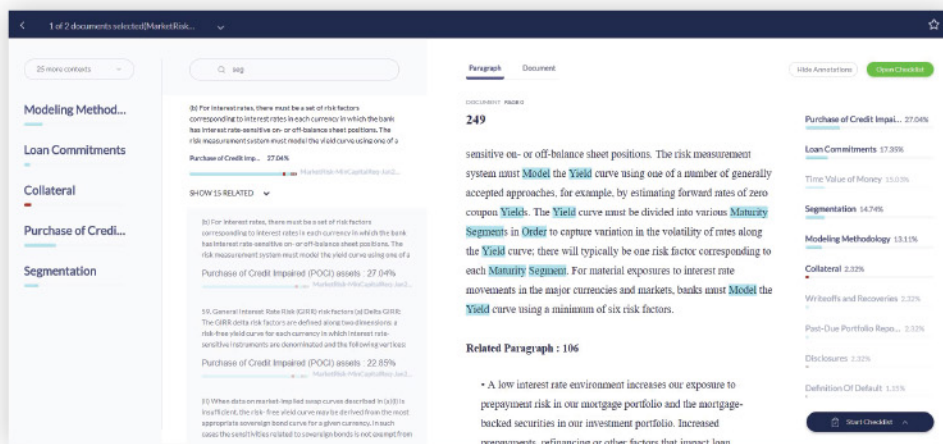 1 of 2 documents selected(MarketRisk...
25 more contents
seg
Modeling Method...
Loan Commitments
Collateral
Purchase of Credi...
Segmentation
(b) For interest rates, there must be a set of risk factors
corresponding to interest rates in each currency in which the bank
has interest rate-sensitive on- or off-balance sheet positions. The
risk measurement system must model the yield curve using one of a
Purchase of Credit Imp... 27.04%
MarketRisk-MinCapitalReq-Jan2...
SHOW 15 RELATED
(b) For interest rates, there must be a set of risk factors
corresponding to interest rates in each currency in which the bank
has interest rate-sensitive on- or off-balance sheet positions. The
risk measurement system must model the yield curve using one of a
Purchase of Credit Impaired (POCI) assets : 27.04%
MarketRisk-MinCapitalReq-Jan2...
59. General Interest Rate Risk (GIRR) risk factors (a) Delta GIRR:
The GIRR delta risk factors are defined along two dimensions: a
risk-free yield curve for each currency in which interest rate-
sensitive instruments are denominated and the following vertices:
Purchase of Credit Impaired (POCI) assets : 22.85%
MarketRisk-MinCapitalReq-Jan2...
(ii) When data on market-implied swap curves described in (a)(i) is
insufficient, the risk-free yield curve may be derived from the most
appropriate sovereign bond curve for a given currency. In such
cases the sensitivities related to sovereign bonds is not exempt from
Paragraph
Document
Hide Annotations
Open Checklist
DOCUMENT PAGE0
249
sensitive on- or off-balance sheet positions. The risk measurement
system must Model the Yield curve using one of a number of generally
accepted approaches, for example, by estimating forward rates of zero
coupon Yields. The Yield curve must be divided into various Maturity
Segments in Order to capture variation in the volatility of rates along
the Yield curve; there will typically be one risk factor corresponding to
each Maturity Segment. For material exposures to interest rate
movements in the major currencies and markets, banks must Model the
Yield curve using a minimum of six risk factors.
Related Paragraph : 106
• A low interest rate environment increases our exposure to
prepayment risk in our mortgage portfolio and the mortgage-
backed securities in our investment portfolio. Increased
prepayments, refinancing or other factors that impact loan
Purchase of Credit Impai... 27.04%
Loan Commitments 17.35%
Time Value of Money 15.03%
Segmentation 14.74%
Modeling Methodology 13.11%
Collateral 2.32%
Writeoffs and Recoveries 2.32%
Past-Due Portfolio Repo... 2.32%
Disclosures 2.32%
Definition Of Default 1.15%
Start Checklist